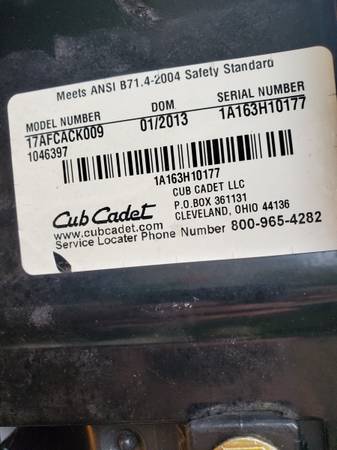 Meets ANSI B71.4-2004 Safety Standard
MODEL NUMBER DOM SERIAL NUMBER
17AFCACK009 01/2013 1A163H10177
1046397
1A163H10177
Cub Cadet CUB CADET LLC
www.cubcadet.com P.O.BOX 361131
CLEVELAND, OHIO 44136
Service Locater Phone Number 800-965-4282